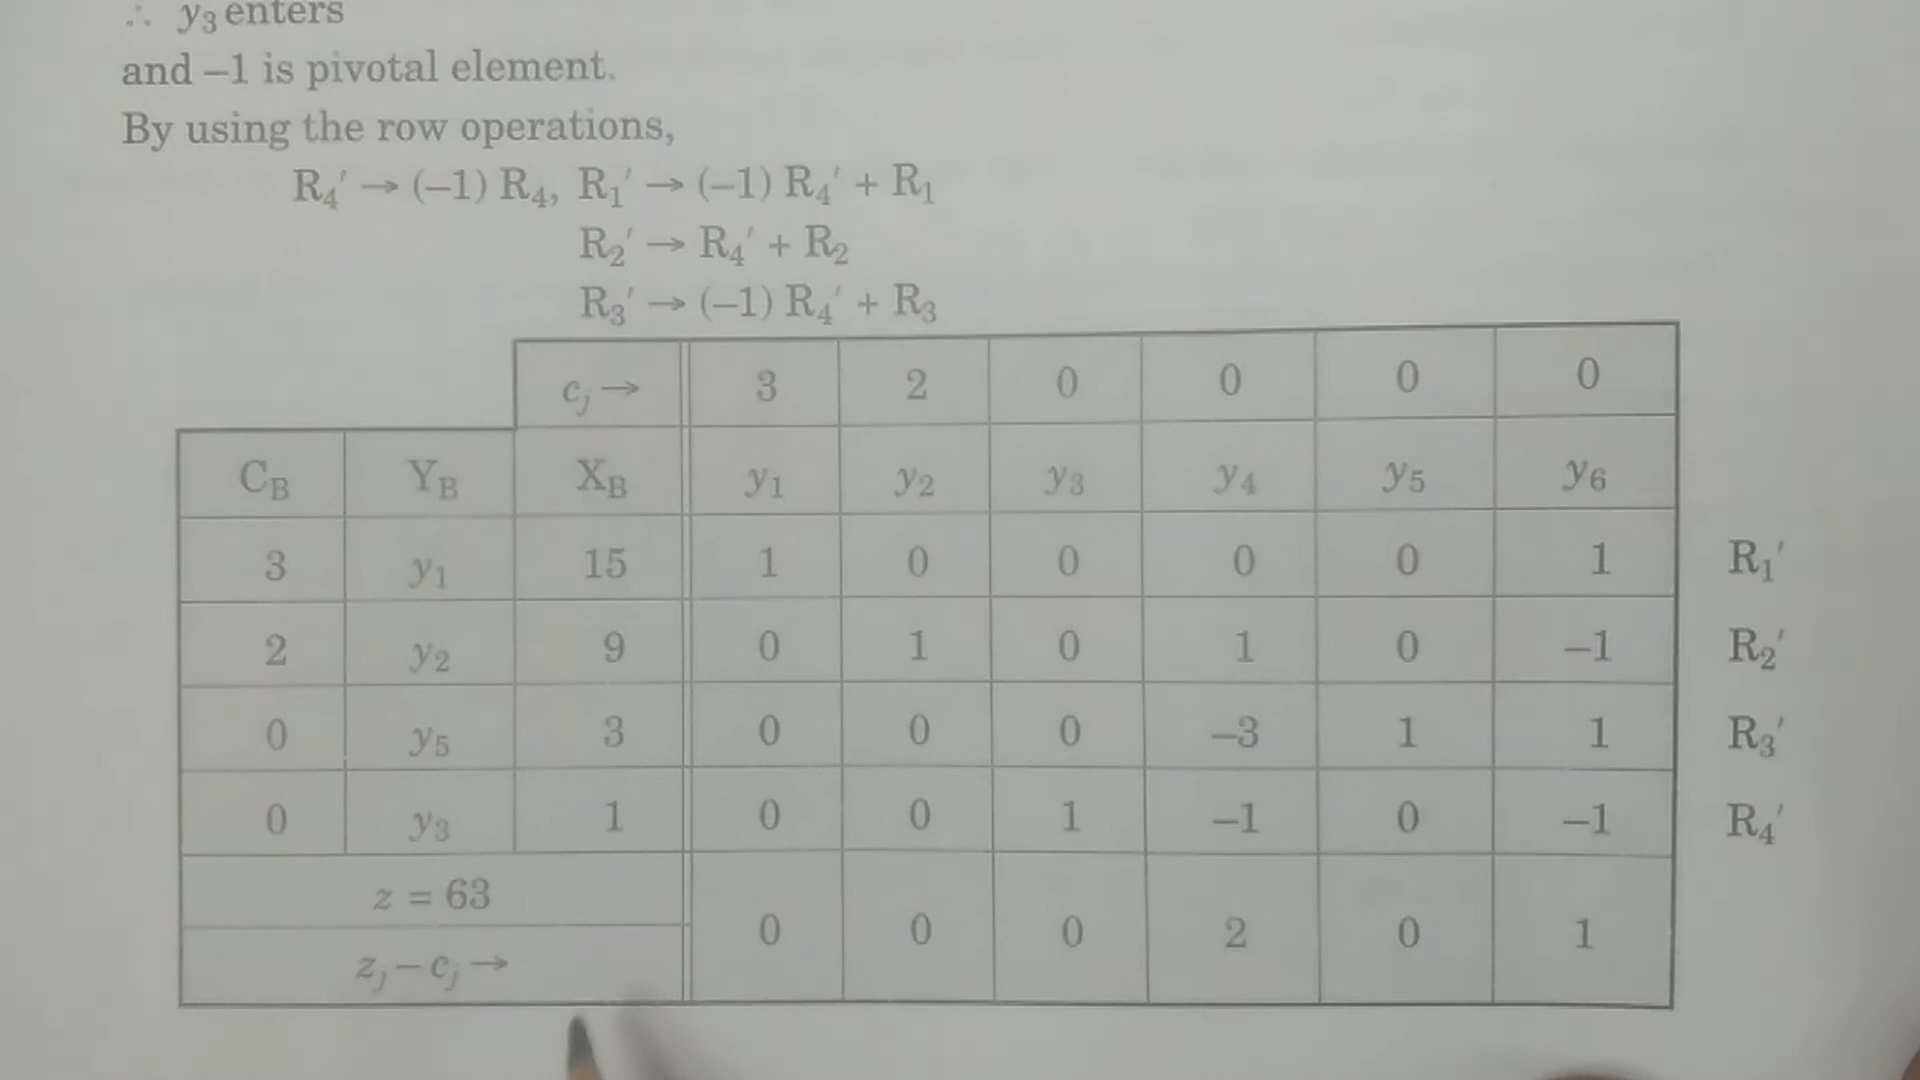 ∴ y₃ enters
and –1 is pivotal element.
By using the row operations,
R₄′ → (–1) R₄, R₁′ → (–1) R₄′ + R₁
R₂′ → R₄′ + R₂
R₃′ → (–1) R₄′ + R₃
cⱼ → 3 2 0 0 0 0
C_B Y_B X_B y₁ y₂ y₃ y₄ y₅ y₆
3 y₁ 15 1 0 0 0 0 1 R₁′
2 y₂ 9 0 1 0 1 0 –1 R₂′
0 y₅ 3 0 0 0 –3 1 1 R₃′
0 y₃ 1 0 0 1 –1 0 –1 R₄′
z = 63
zⱼ – cⱼ → 0 0 0 2 0 1